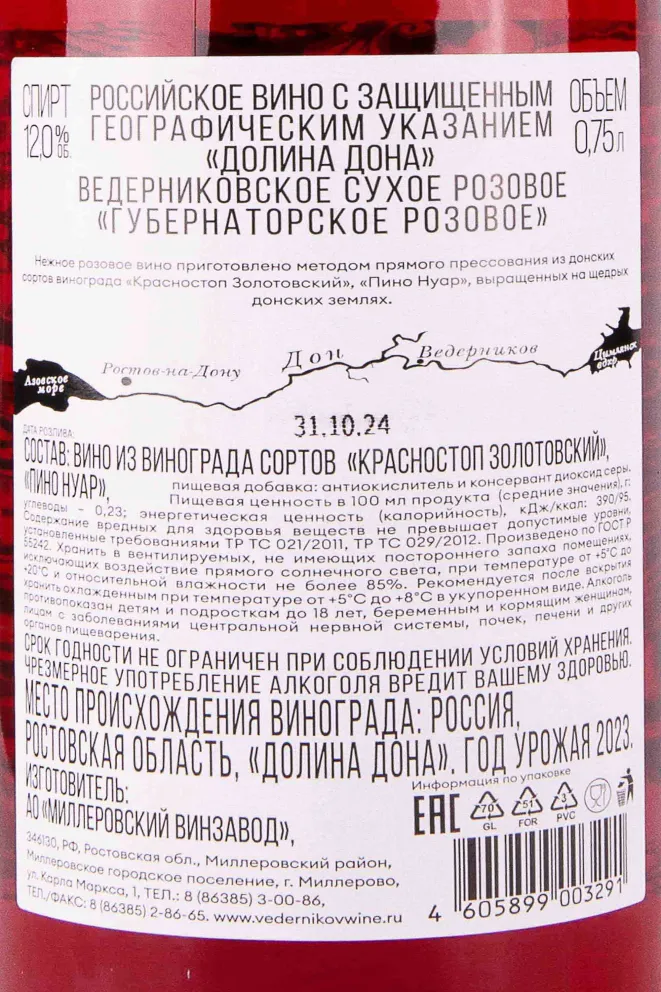 СПИРТ
12,0% ОБ.
РОССИЙСКОЕ ВИНО С ЗАЩИЩЕННЫМ
ГЕОГРАФИЧЕСКИМ УКАЗАНИЕМ
«ДОЛИНА ДОНА»
ВЕДЕРНИКОВСКОЕ СУХОЕ РОЗОВОЕ
«ГУБЕРНАТОРСКОЕ РОЗОВОЕ»
ОБЪЕМ
0,75 л
Нежное розовое вино приготовлено методом прямого прессования из донских
сортов винограда «Красностоп Золотовский», «Пино Нуар», выращенных на щедрых
донских землях.
Азовское
море
Ростов-на-Дону
Дон
Ведерников
Цимлянск
вдхр
31.10.24
ДАТА РОЗЛИВА:
СОСТАВ: ВИНО ИЗ ВИНОГРАДА СОРТОВ «КРАСНОСТОП ЗОЛОТОВСКИЙ»,
«ПИНО НУАР», пищевая добавка: антиокислитель и консервант диоксид серы.
Пищевая ценность в 100 мл продукта (средние значения), г:
углеводы - 0,23; энергетическая ценность (калорийность), кДж/ккал: 390/95.
Содержание вредных для здоровья веществ не превышает допустимые уровни,
установленные требованиями ТР ТС 021/2011, ТР ТС 029/2012. Произведено по ГОСТ Р
55242. Хранить в вентилируемых, не имеющих постороннего запаха помещениях,
исключающих воздействие прямого солнечного света, при температуре от +5°С до
+20°С и относительной влажности не более 85%. Рекомендуется после вскрытия
хранить охлажденным при температуре от +5°С до +8°С в укупоренном виде. Алкоголь
противопоказан детям и подросткам до 18 лет, беременным и кормящим женщинам,
лицам с заболеваниями центральной нервной системы, почек, печени и других
органов пищеварения.
СРОК ГОДНОСТИ НЕ ОГРАНИЧЕН ПРИ СОБЛЮДЕНИИ УСЛОВИЙ ХРАНЕНИЯ.
ЧРЕЗМЕРНОЕ УПОТРЕБЛЕНИЕ АЛКОГОЛЯ ВРЕДИТ ВАШЕМУ ЗДОРОВЬЮ.
МЕСТО ПРОИСХОЖДЕНИЯ ВИНОГРАДА: РОССИЯ,
РОСТОВСКАЯ ОБЛАСТЬ, «ДОЛИНА ДОНА». ГОД УРОЖАЯ 2023.
ИЗГОТОВИТЕЛЬ:
АО «МИЛЛЕРОВСКИЙ ВИНЗАВОД»,
346130, РФ, Ростовская обл., Миллеровский район,
Миллеровское городское поселение, г. Миллерово,
ул. Карла Маркса, 1, ТЕЛ.: 8 (86385) 3-00-86,
ТЕЛ./ФАКС: 8 (86385) 2-86-65. www.vedernikovwine.ru
Информация по упаковке
EAC
70
GL
51
FOR
3
PVC
4 605899 003291